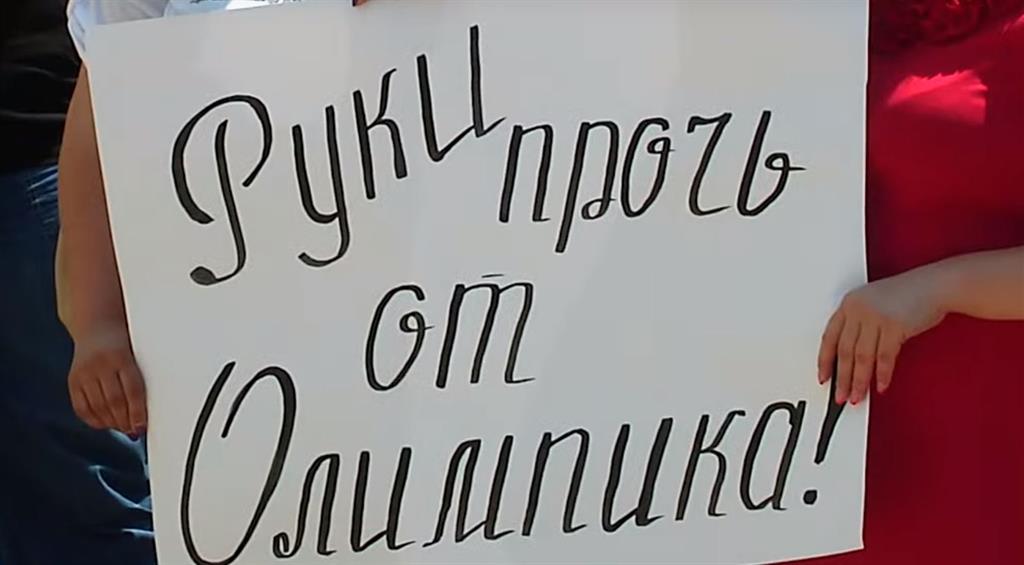 Руки прочь
от
Олимпика!